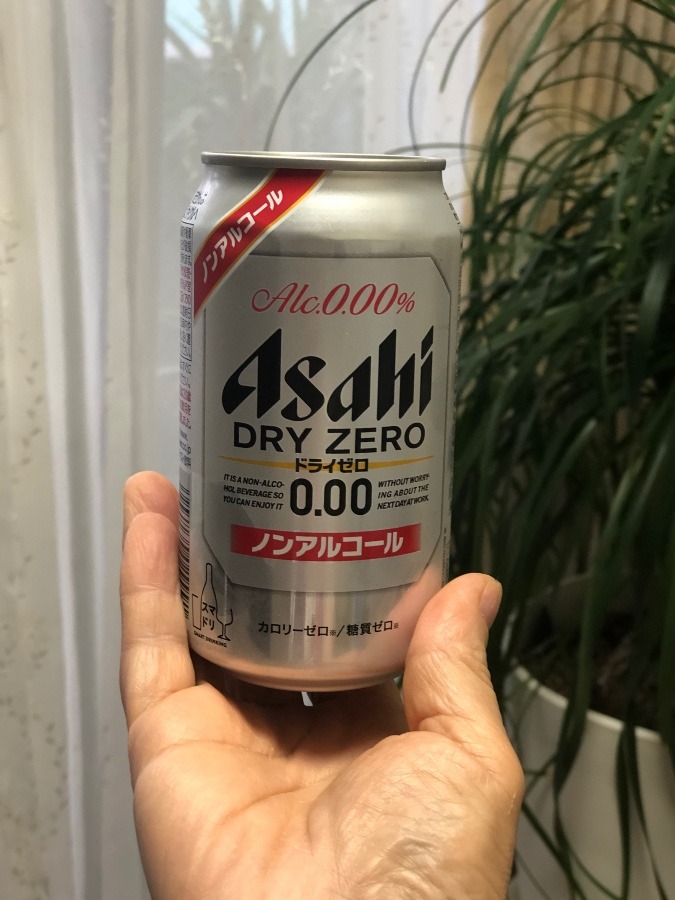 ノンアルコール
Alc.0.00%
Asahi
DRY ZERO
ドライゼロ
IT IS A NON-ALCO-
HOL BEVERAGE SO
YOU CAN ENJOY IT
0.00
WITHOUT WORRY-
ING ABOUT THE
NEXT DAY AT WORK.
ノンアルコール
スマ
ドリ
SMART DRINKING
カロリーゼロ※/糖質ゼロ※